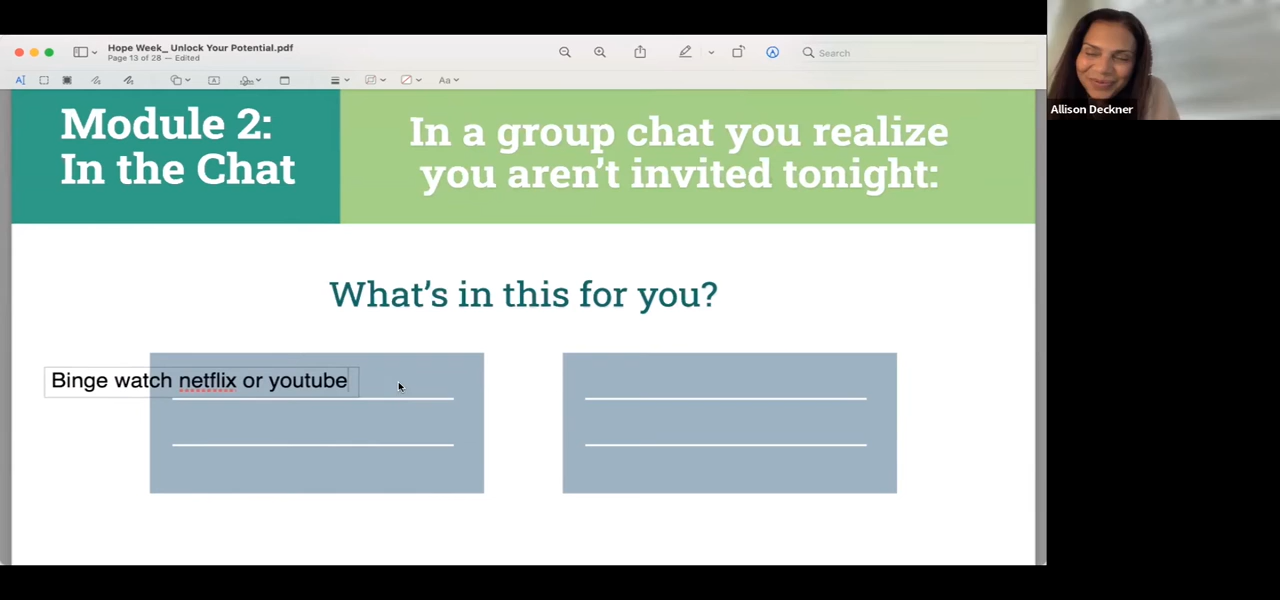 Hope Week_ Unlock Your Potential.pdf
Page 13 of 28 — Edited
Search
Aa
Allison Deckner
Module 2:
In the Chat
In a group chat you realize
you aren't invited tonight:
What's in this for you?
Binge watch netflix or youtube